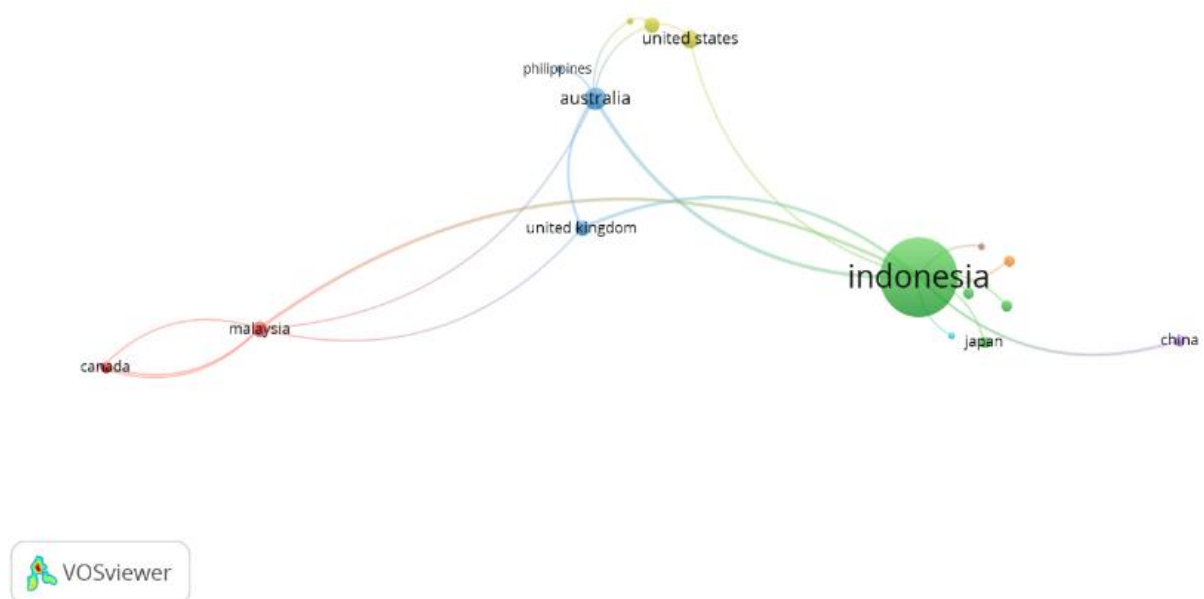 united states
philippines
australia
united kingdom
indonesia
malaysia
japan
china
canada
VOSviewer